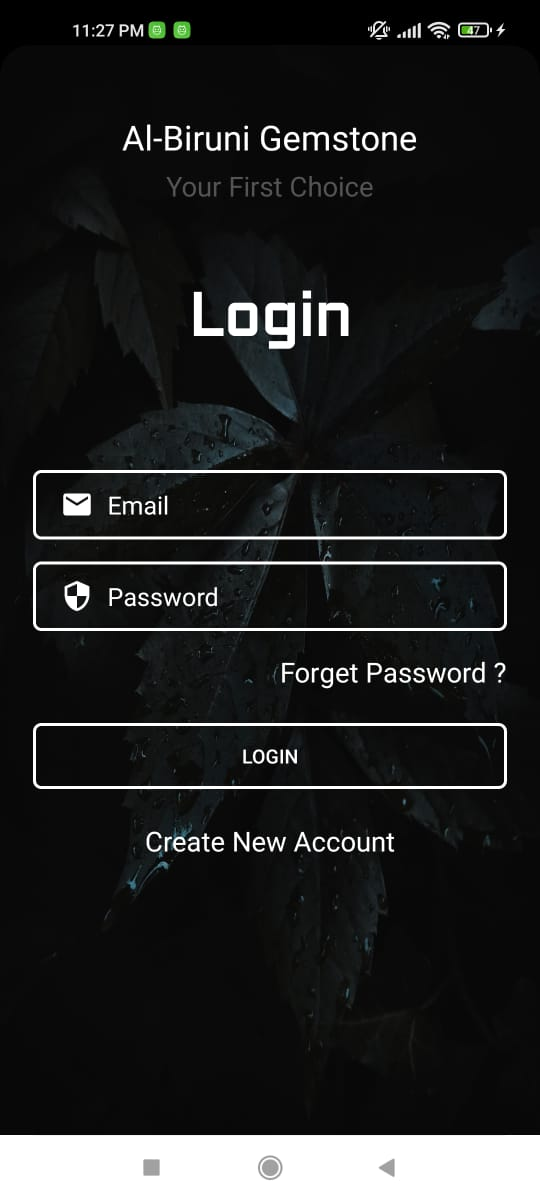 11:27 PM
47
Al-Biruni Gemstone
Your First Choice
Login
Email
Password
Forget Password ?
LOGIN
Create New Account